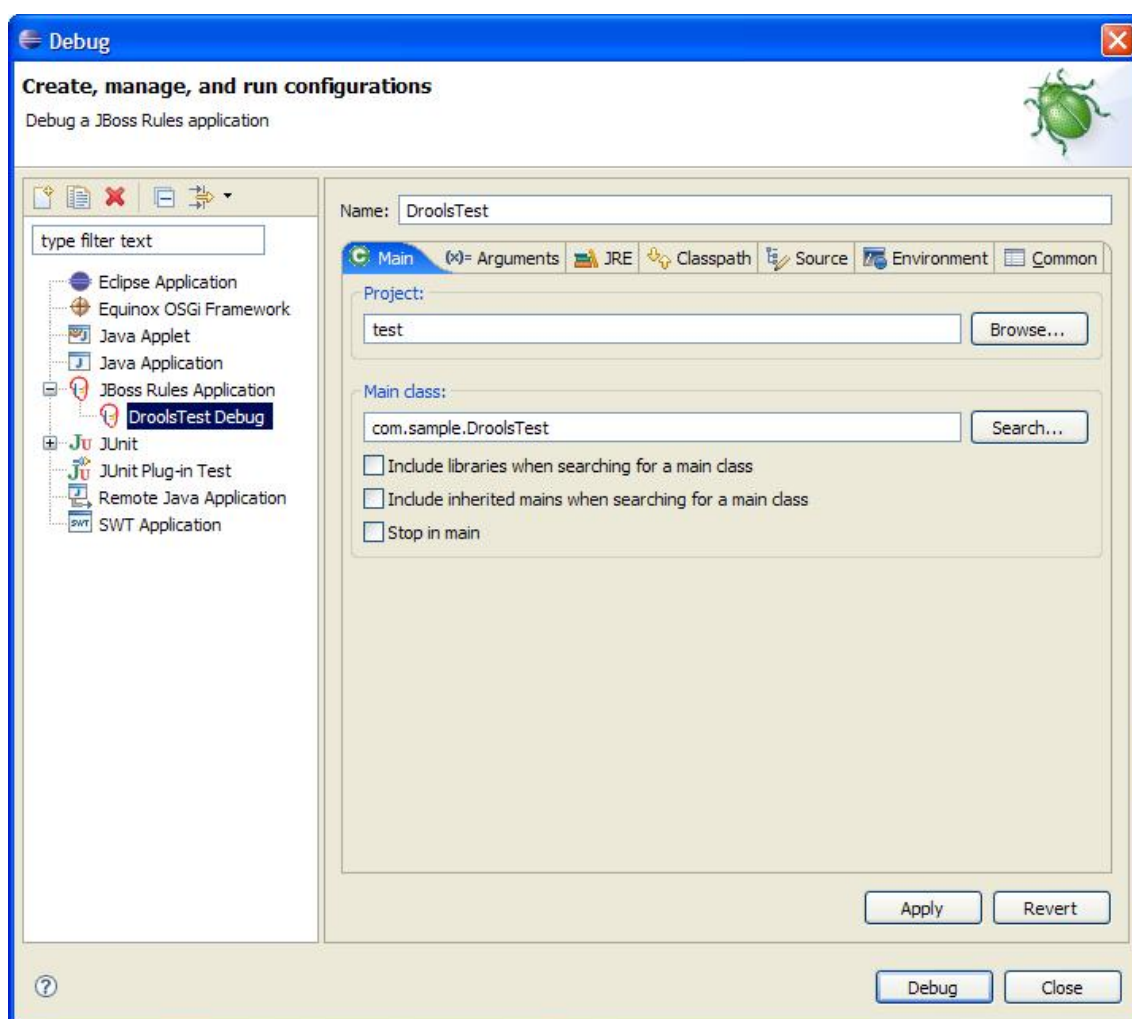 Debug
Create, manage, and run configurations
Debug a JBoss Rules application
type filter text
Eclipse Application
Equinox OSGi Framework
Java Applet
Java Application
JBoss Rules Application
DroolsTest Debug
JUnit
JUnit Plug-in Test
Remote Java Application
SWT Application
Name: DroolsTest
Main (x)= Arguments JRE Classpath Source Environment Common
Project:
test Browse...
Main class:
com.sample.DroolsTest Search...
Include libraries when searching for a main class
Include inherited mains when searching for a main class
Stop in main
Apply Revert
? Debug Close